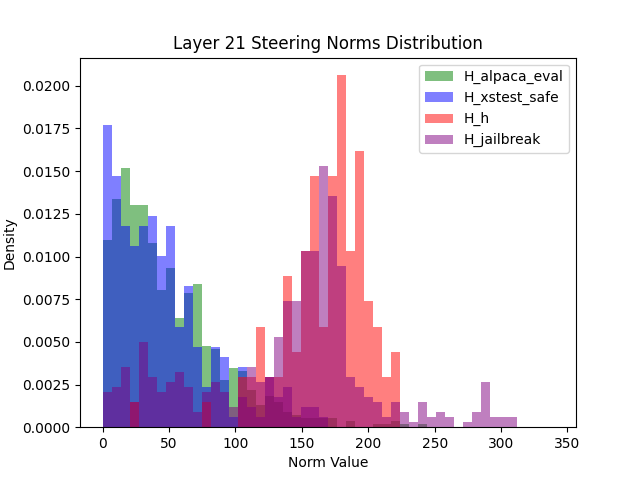 Layer 21 Steering Norms Distribution
H_alpaca_eval
H_xstest_safe
H_h
H_jailbreak
Density
0.0200
0.0175
0.0150
0.0125
0.0100
0.0075
0.0050
0.0025
0.0000
0 50 100 150 200 250 300 350
Norm Value